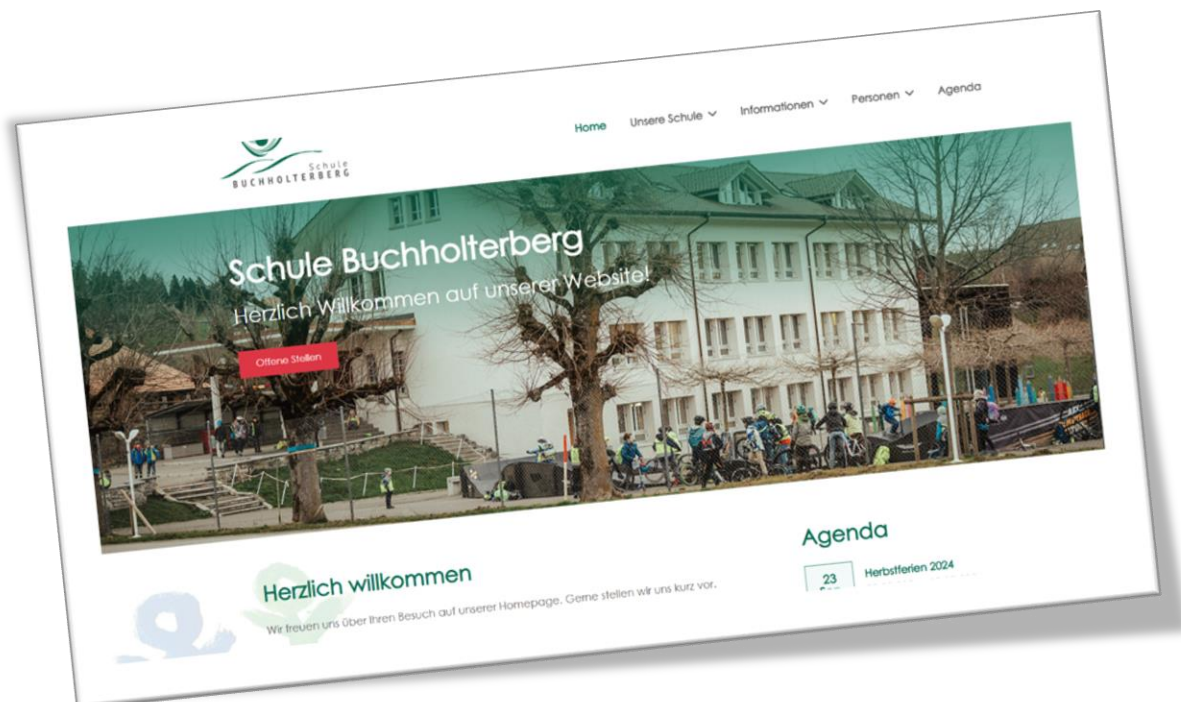 Schule
BUCHHOLTERBERG
Home Unsere Schule Informationen Personen Agenda
Schule Buchholterberg
Herzlich Willkommen auf unserer Website!
Offene Stellen
Herzlich willkommen
Wir freuen uns über Ihren Besuch auf unserer Homepage. Gerne stellen wir uns kurz vor.
Agenda
23
Herbstferien 2024